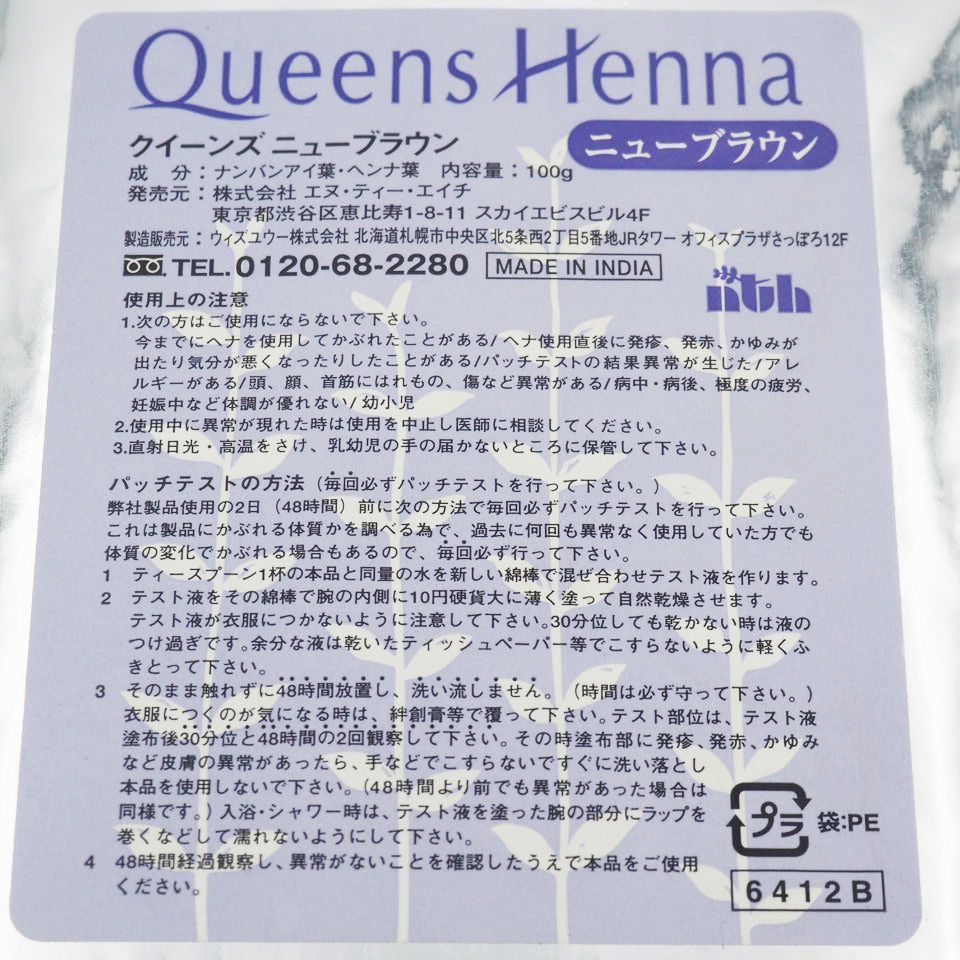 Queens Henna
クイーンズ ニューブラウン
ニューブラウン
成　分：ナンバンアイ葉・ヘンナ葉　内容量：100g
発売元：株式会社 エヌ・ティー・エイチ
東京都渋谷区恵比寿1-8-11 スカイエビスビル4F
製造販売元：ウィズユウー株式会社 北海道札幌市中央区北5条西2丁目5番地JRタワー オフィスプラザさっぽろ12F
TEL.0120-68-2280 MADE IN INDIA
nth
使用上の注意
1.次の方はご使用にならないで下さい。
今までにヘナを使用してかぶれたことがある/ヘナ使用直後に発疹、発赤、かゆみが
出たり気分が悪くなったりしたことがある/パッチテストの結果異常が生じた/アレ
ルギーがある/頭、顔、首筋にはれもの、傷など異常がある/病中・病後、極度の疲労、
妊娠中など体調が優れない/幼小児
2.使用中に異常が現れた時は使用を中止し医師に相談してください。
3.直射日光・高温をさけ、乳幼児の手の届かないところに保管して下さい。
パッチテストの方法（毎回必ずパッチテストを行って下さい。）
弊社製品使用の2日（48時間）前に次の方法で毎回必ずパッチテストを行って下さい。
これは製品にかぶれる体質かを調べる為で、過去に何回も異常なく使用していた方でも
体質の変化でかぶれる場合もあるので、毎回必ず行って下さい。
1　ティースプーン1杯の本品と同量の水を新しい綿棒で混ぜ合わせテスト液を作ります。
2　テスト液をその綿棒で腕の内側に10円硬貨大に薄く塗って自然乾燥させます。
テスト液が衣服につかないように注意して下さい。30分位しても乾かない時は液の
つけ過ぎです。余分な液は乾いたティッシュペーパー等でこすらないように軽くふ
きとって下さい。
3　そのまま触れずに48時間放置し、洗い流しません。（時間は必ず守って下さい。）
衣服につくのが気になる時は、絆創膏等で覆って下さい。テスト部位は、テスト液
塗布後30分位と48時間の2回観察して下さい。その時塗布部に発疹、発赤、かゆみ
など皮膚の異常があったら、手などでこすらないですぐに洗い落とし
本品を使用しないで下さい。（48時間より前でも異常があった場合は
同様です。）入浴・シャワー時は、テスト液を塗った腕の部分にラップを
巻くなどして濡れないようにして下さい。
4　48時間経過観察し、異常がないことを確認したうえで本品をご使用
ください。
プラ 袋:PE
6412B